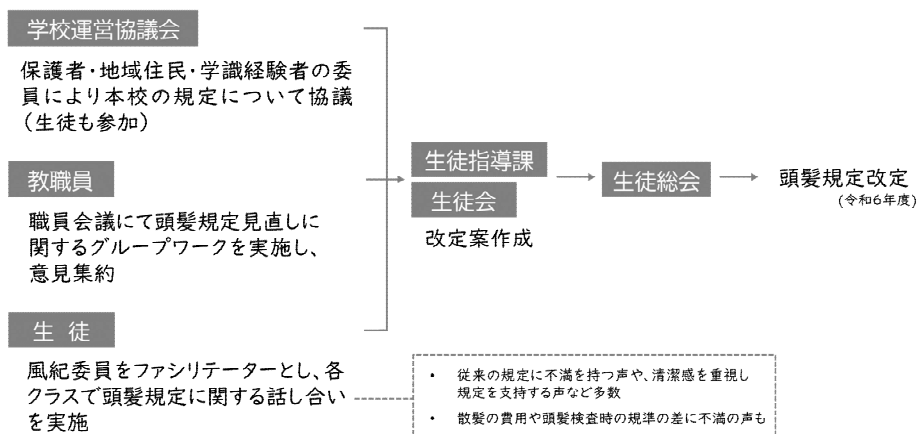 学校運営協議会
保護者・地域住民・学識経験者の委
員により本校の規定について協議
（生徒も参加）
教職員
職員会議にて頭髪規定見直しに
関するグループワークを実施し、
意見集約
生 徒
風紀委員をファシリテーターとし、各
クラスで頭髪規定に関する話し合い
を実施
生徒指導課
生徒会
改定案作成
生徒総会
頭髪規定改定
(令和6年度)
・ 従来の規定に不満を持つ声や、清潔感を重視し
規定を支持する声など多数
・ 散髪の費用や頭髪検査時の規準の差に不満の声も